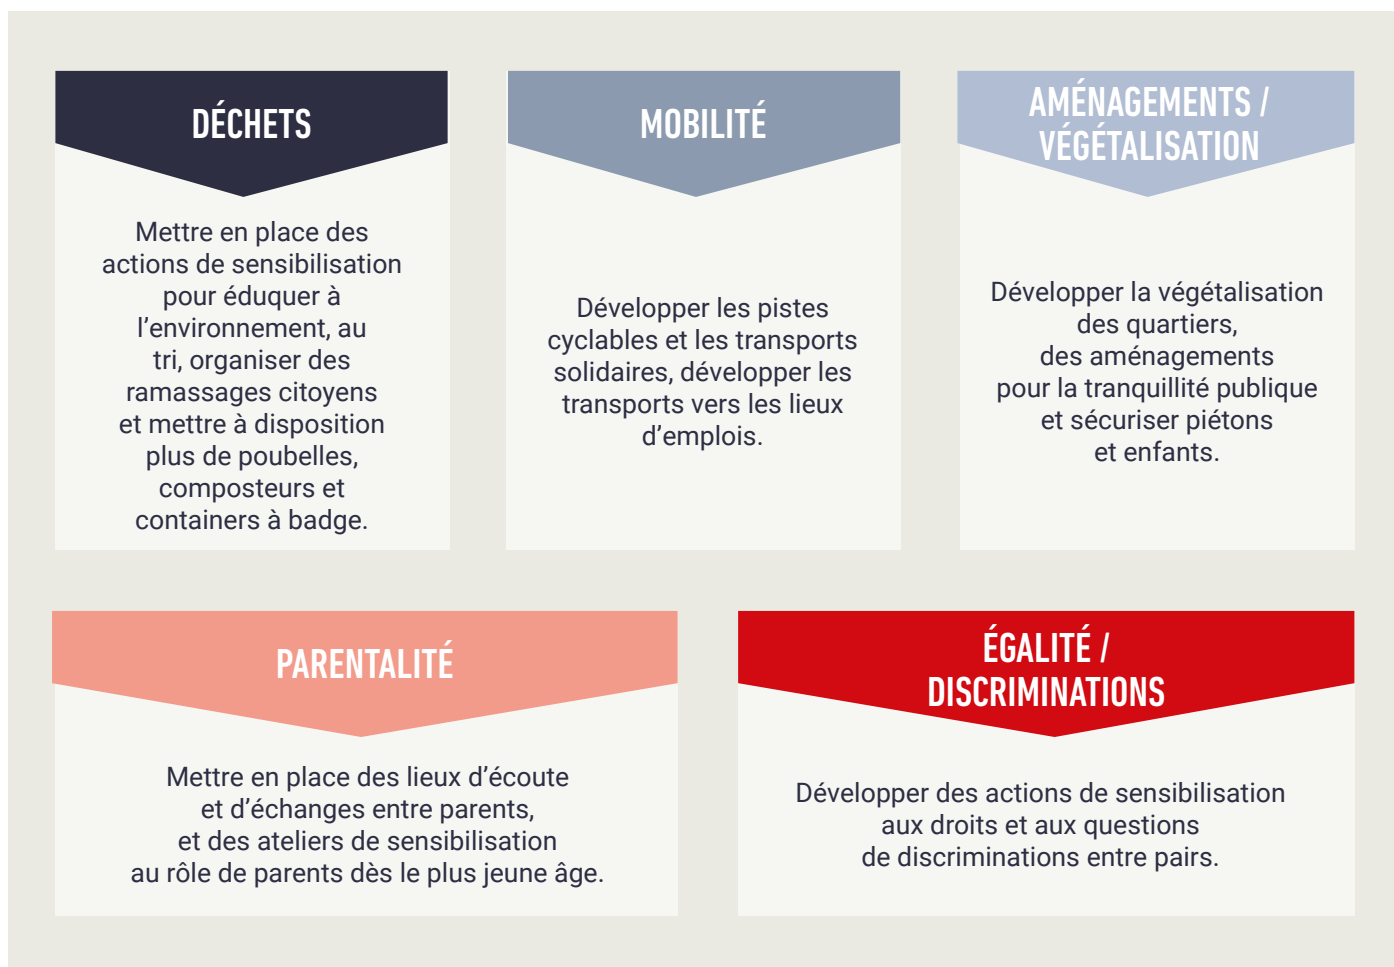 DÉCHETS
Mettre en place des
actions de sensibilisation
pour éduquer à
l’environnement, au
tri, organiser des
ramassages citoyens
et mettre à disposition
plus de poubelles,
composteurs et
containers à badge.
MOBILITÉ
Développer les pistes
cyclables et les transports
solidaires, développer les
transports vers les lieux
d’emplois.
AMÉNAGEMENTS /
VÉGÉTALISATION
Développer la végétalisation
des quartiers,
des aménagements
pour la tranquillité publique
et sécuriser piétons
et enfants.
PARENTALITÉ
Mettre en place des lieux d’écoute
et d’échanges entre parents,
et des ateliers de sensibilisation
au rôle de parents dès le plus jeune âge.
ÉGALITÉ /
DISCRIMINATIONS
Développer des actions de sensibilisation
aux droits et aux questions
de discriminations entre pairs.